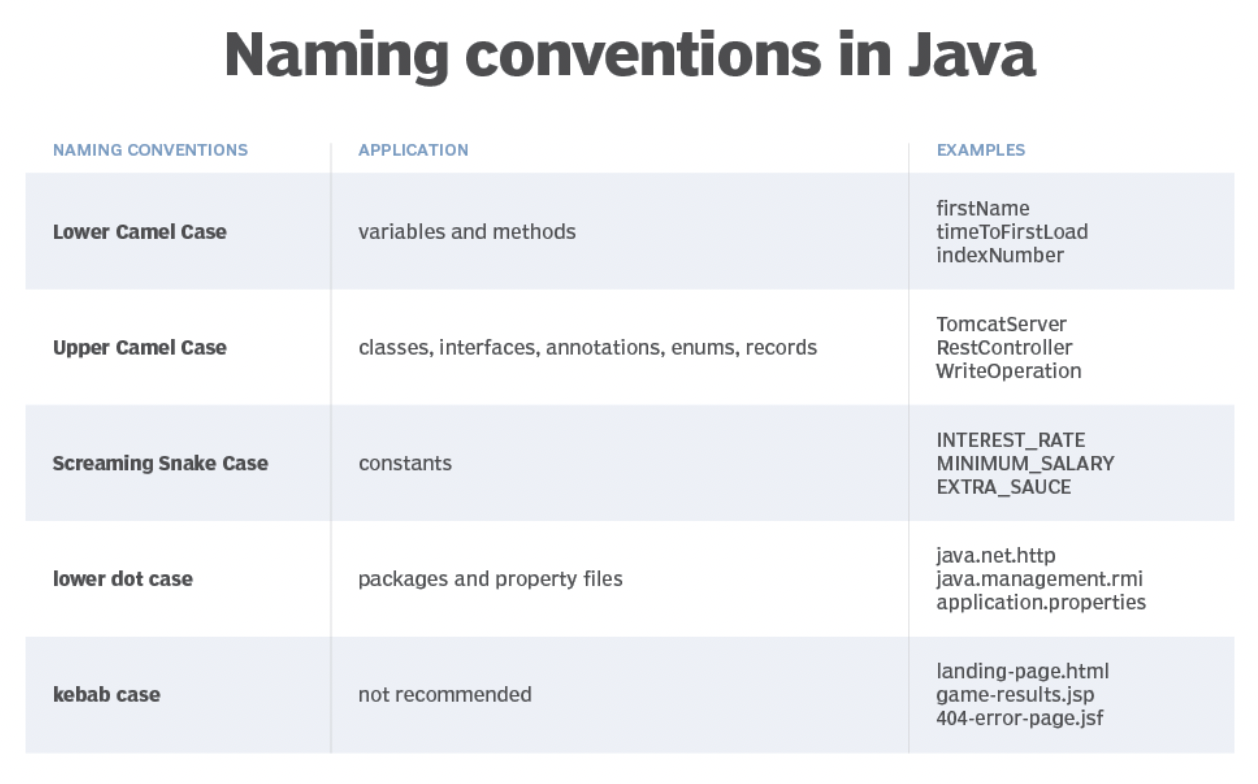 Naming conventions in Java
NAMING CONVENTIONS
APPLICATION
EXAMPLES
Lower Camel Case
variables and methods
firstName
timeToFirstLoad
indexNumber
Upper Camel Case
classes, interfaces, annotations, enums, records
TomcatServer
RestController
WriteOperation
Screaming Snake Case
constants
INTEREST_RATE
MINIMUM_SALARY
EXTRA_SAUCE
lower dot case
packages and property files
java.net.http
java.management.rmi
application.properties
kebab case
not recommended
landing-page.html
game-results.jsp
404-error-page.jsf